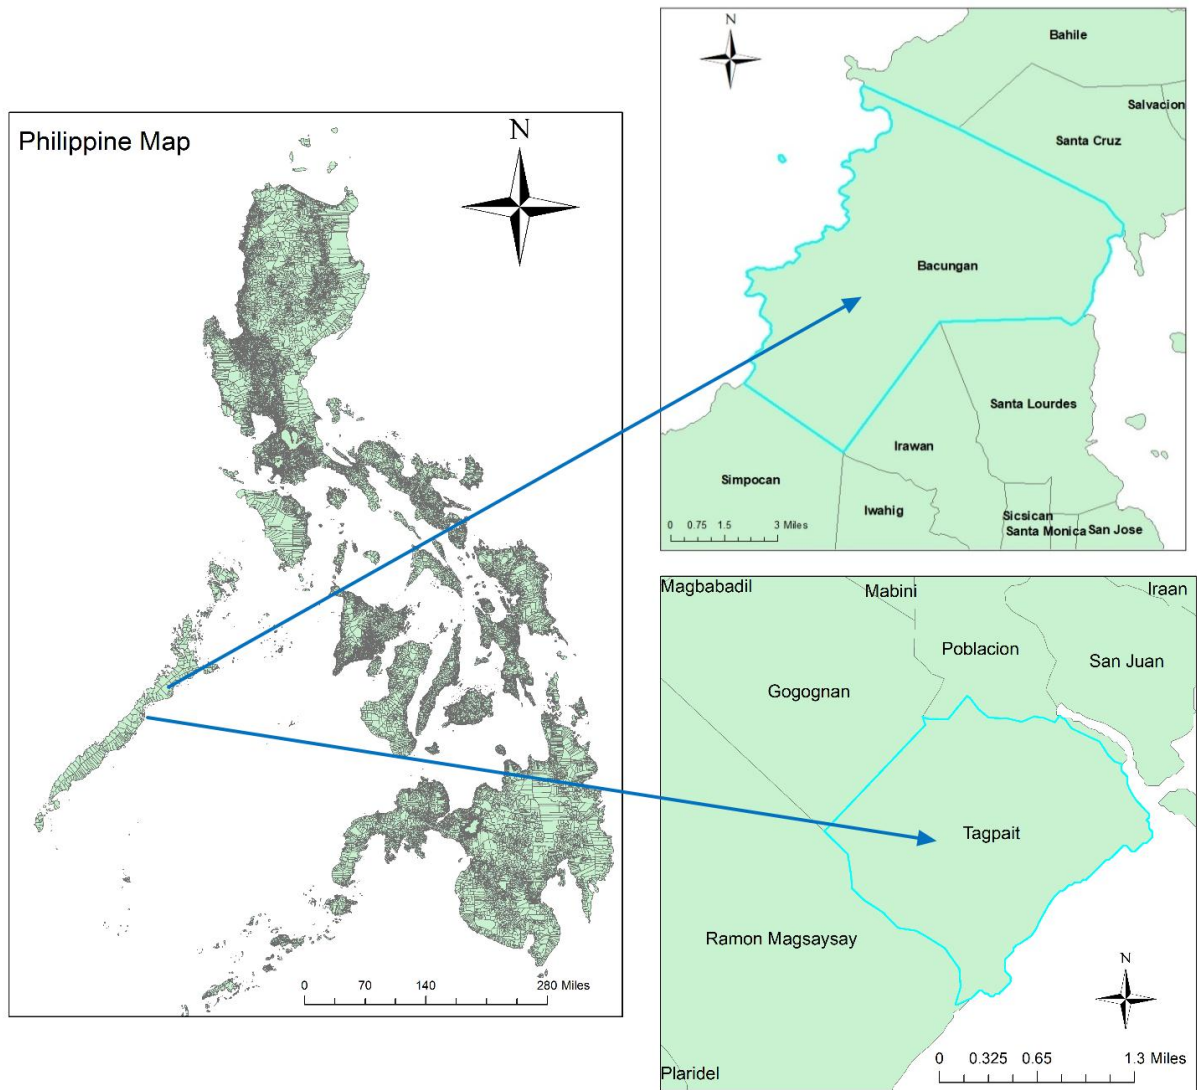 Philippine Map
N
0 70 140 280 Miles
N
Bahile
Salvacion
Santa Cruz
Bacungan
Santa Lourdes
Irawan
Simpocan
Iwahig
Sicsican
Santa Monica San Jose
0 0.75 1.5 3 Miles
Magbabadil Mabini Iraan
Poblacion
San Juan
Gogognan
Tagpait
Ramon Magsaysay
N
0 0.325 0.65 1.3 Miles
Plaridel